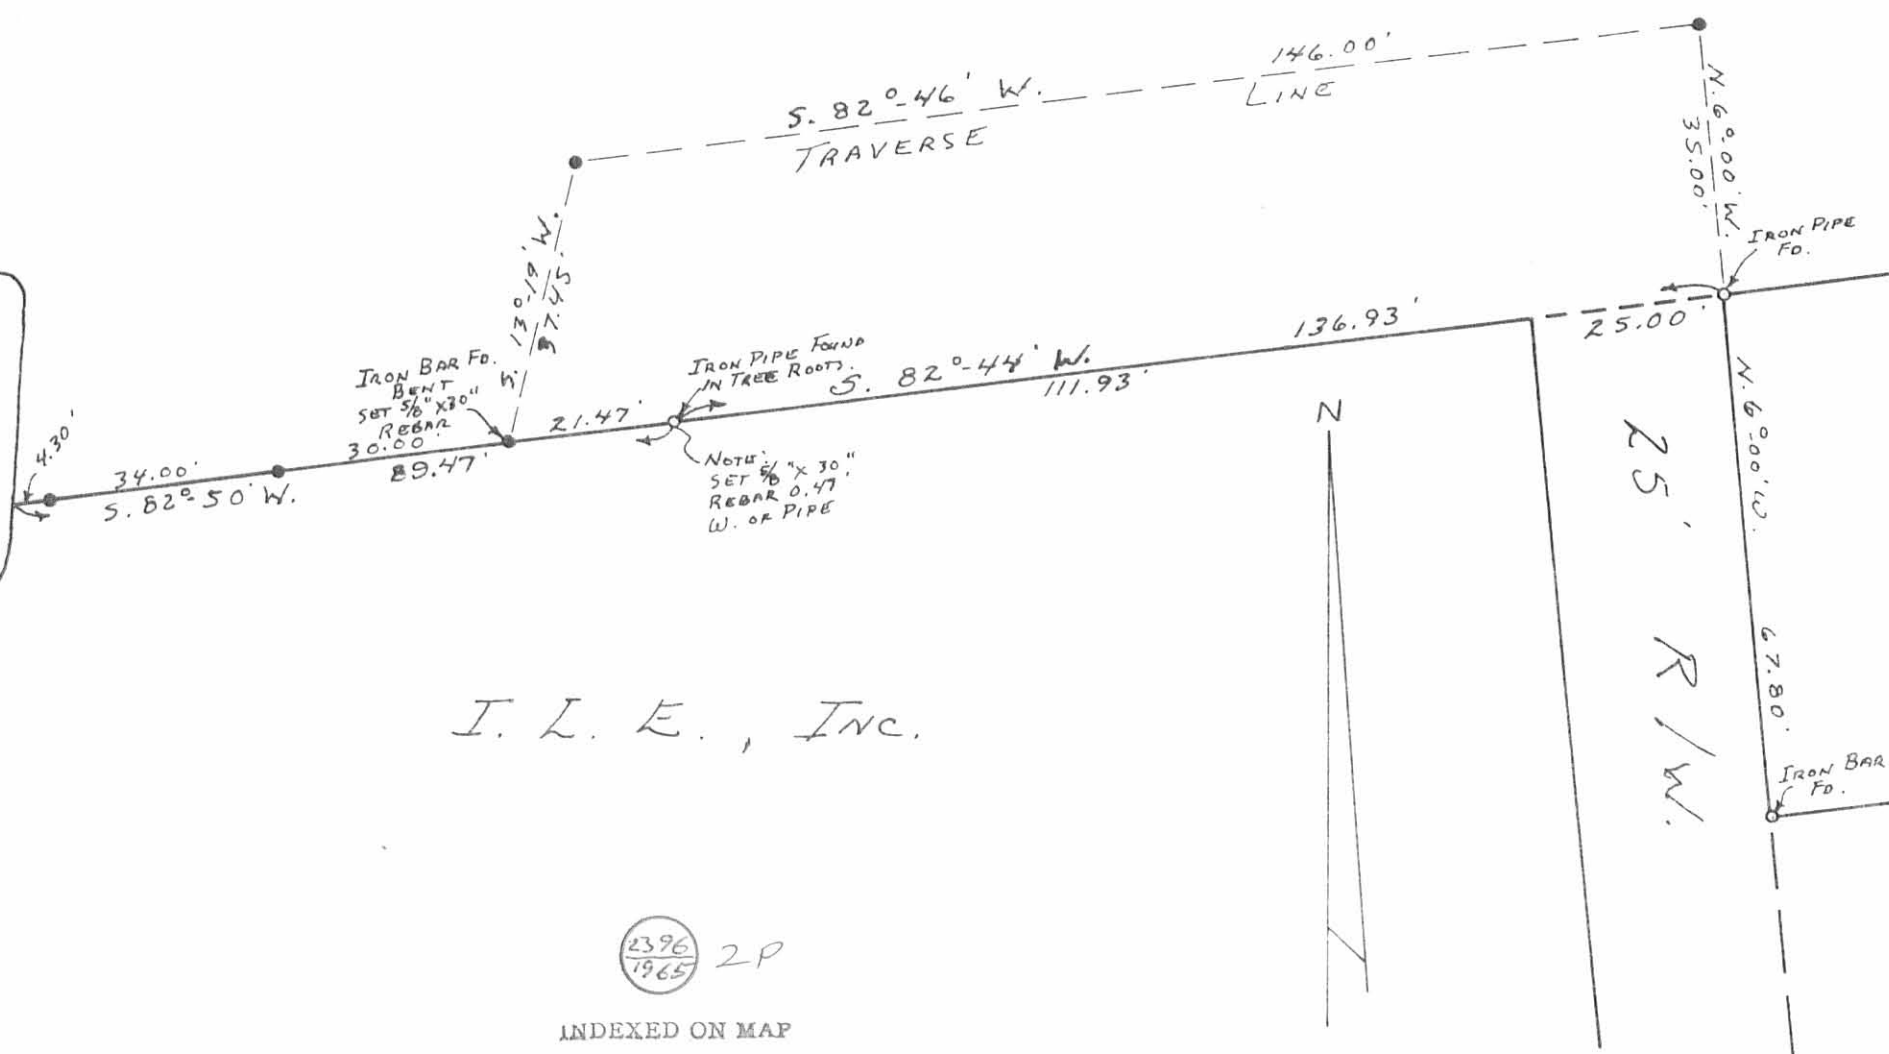 146.00'
S. 82°-46' W.
LINE
TRAVERSE
N. 6°-00' W.
35.00'
IRON PIPE
FD.
S. 13°-19' W.
37.45'
136.93'
25.00'
IRON PIPE FOUND
IN TREE ROOTS.
IRON BAR FD.
BENT
SET 5/8" X 30"
REBAR
S. 82°-44' W.
111.93'
21.47'
30.00'
89.47'
4.30'
34.00'
S. 82°-50' W.
NOTE:
SET 5/8" X 30"
REBAR 0.47'
W. OF PIPE
N
N. 6°-00' W.
67.80'
25' R/W.
I. L. E., INC.
IRON BAR
FD.
2396
1965
2P
INDEXED ON MAP